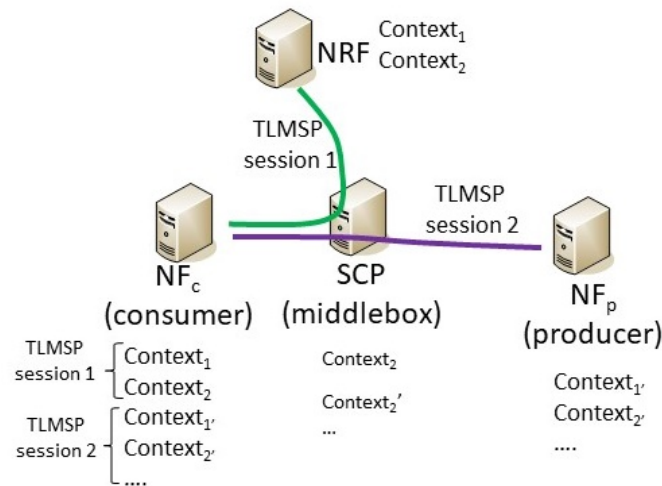 NRF
Context₁
Context₂
TLMSP
session 1
TLMSP
session 2
NF꜀
(consumer)
SCP
(middlebox)
NFₚ
(producer)
TLMSP
session 1
Context₁
Context₂
TLMSP
session 2
Context₁'
Context₂'
....
Context₂
Context₂'
...
Context₁'
Context₂'
....